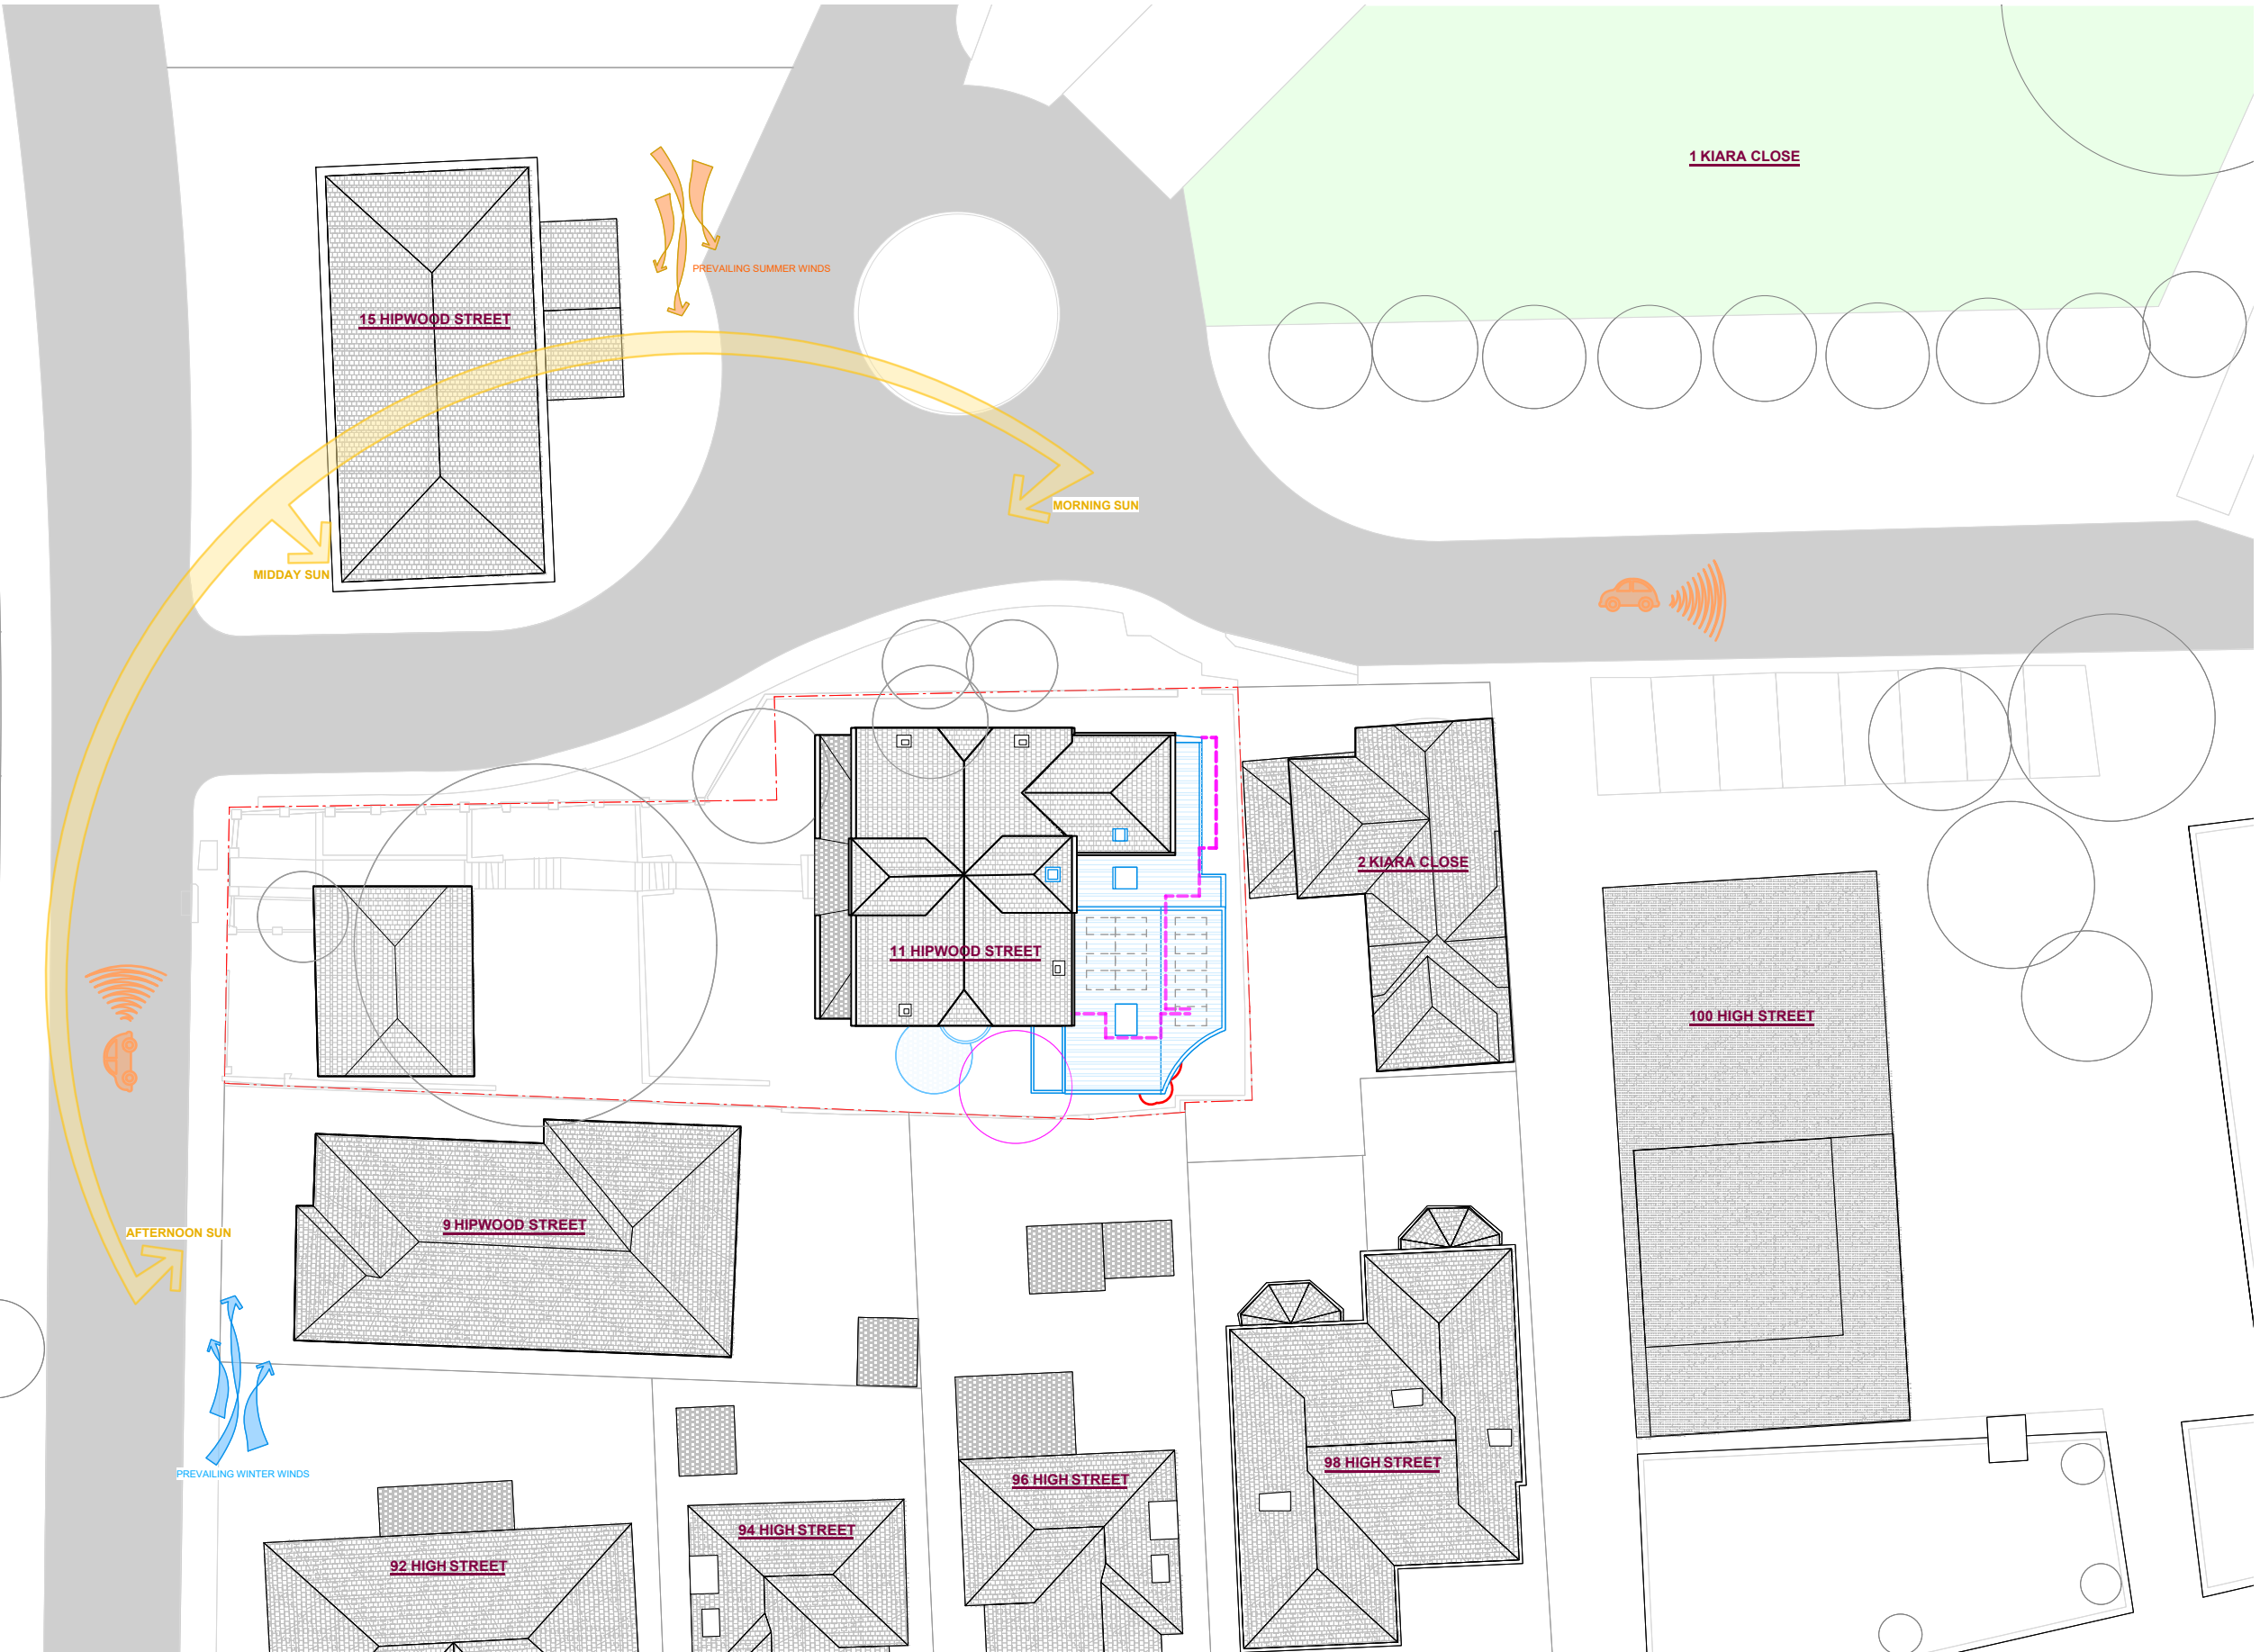 1 KIARA CLOSE
PREVAILING SUMMER WINDS
15 HIPWOOD STREET
MORNING SUN
MIDDAY SUN
2 KIARA CLOSE
11 HIPWOOD STREET
100 HIGH STREET
9 HIPWOOD STREET
AFTERNOON SUN
PREVAILING WINTER WINDS
98 HIGH STREET
96 HIGH STREET
94 HIGH STREET
92 HIGH STREET